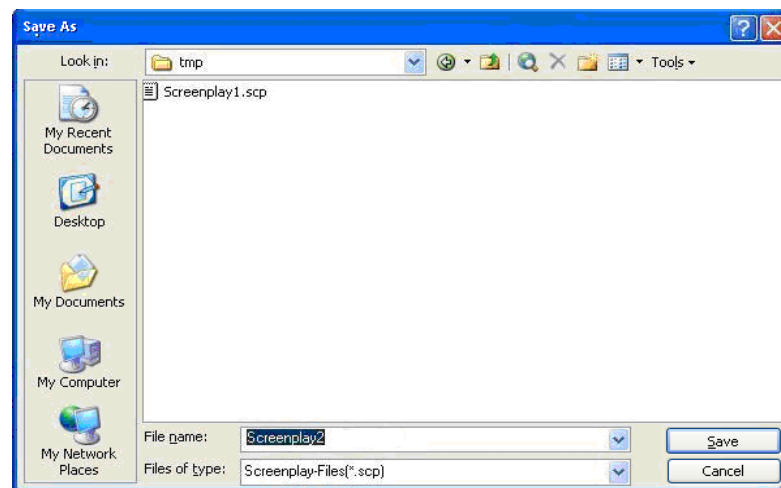 Save As
Look in:
tmp
Tools
Screenplay1.scp
My Recent
Documents
Desktop
My Documents
My Computer
My Network
Places
File name:
Screenplay2
Save
Files of type:
Screenplay-Files(*.scp)
Cancel